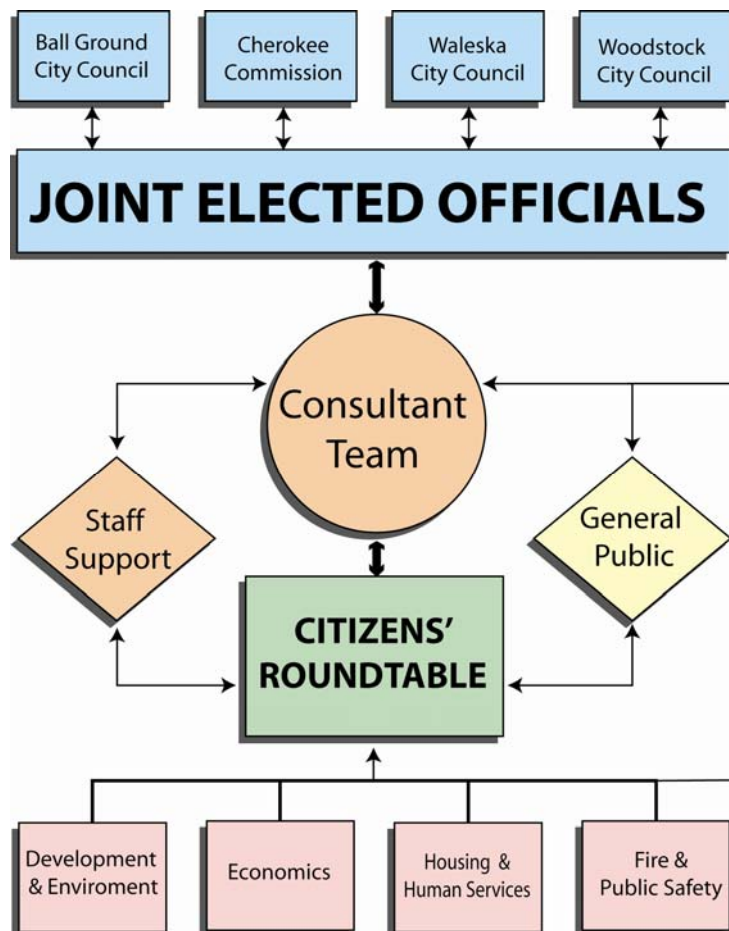 Ball Ground
City Council
Cherokee
Commission
Waleska
City Council
Woodstock
City Council
JOINT ELECTED OFFICIALS
Consultant
Team
Staff
Support
General
Public
CITIZENS’
ROUNDTABLE
Development
& Enviroment
Economics
Housing &
Human Services
Fire &
Public Safety